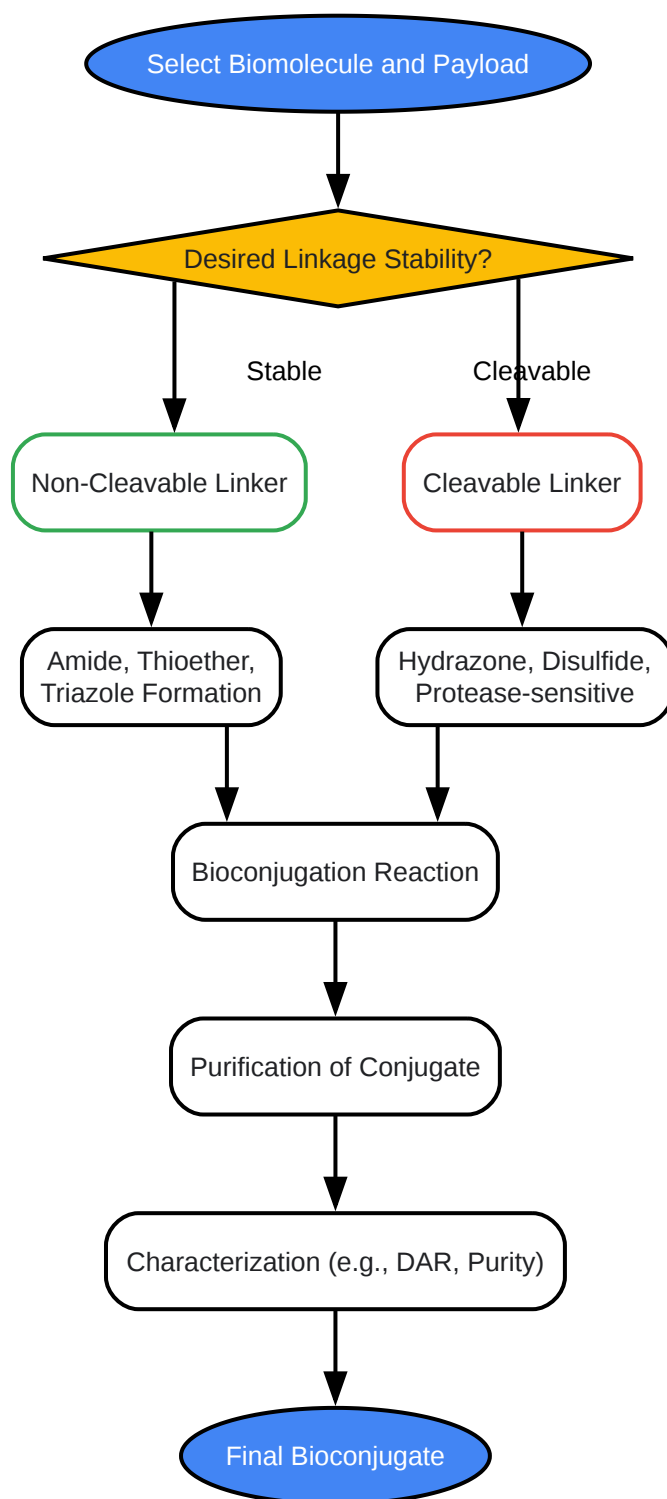 Select Biomolecule and Payload
Desired Linkage Stability?
Stable
Cleavable
Non-Cleavable Linker
Cleavable Linker
Amide, Thioether,
Triazole Formation
Hydrazone, Disulfide,
Protease-sensitive
Bioconjugation Reaction
Purification of Conjugate
Characterization (e.g., DAR, Purity)
Final Bioconjugate